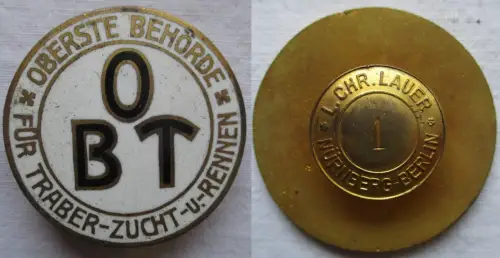 OBERSTE BEHÖRDE
FÜR TRABER-ZUCHT-u-RENNEN
O
BT
L. CHR. LAUER
NÜRNBERG-BERLIN
1